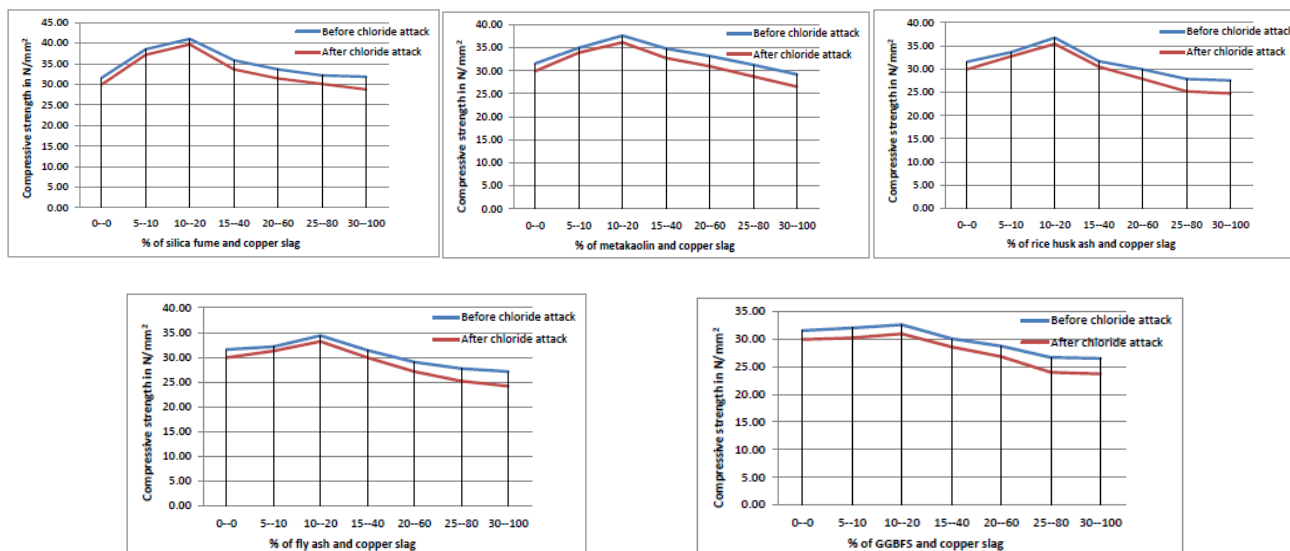 Compressive strength in N/mm²
45.00
40.00
35.00
30.00
25.00
20.00
15.00
10.00
5.00
0.00
Before chloride attack
After chloride attack
0--0 5--10 10--20 15--40 20--60 25--80 30--100
% of silica fume and copper slag
Compressive strength in N/mm²
40.00
35.00
30.00
25.00
20.00
15.00
10.00
5.00
0.00
Before chloride attack
After chloride attack
0--0 5--10 10--20 15--40 20--60 25--80 30--100
% of metakaolin and copper slag
Compressive strength in N/mm²
40.00
35.00
30.00
25.00
20.00
15.00
10.00
5.00
0.00
Before chloride attack
After chloride attack
0--0 5--10 10--20 15--40 20--60 25--80 30--100
% of rice husk ash and copper slag
Compressive strength in N/mm²
40.00
35.00
30.00
25.00
20.00
15.00
10.00
5.00
0.00
Before chloride attack
After chloride attack
0--0 5--10 10--20 15--40 20--60 25--80 30--100
% of fly ash and copper slag
Compressive strength in N/mm²
35.00
30.00
25.00
20.00
15.00
10.00
5.00
0.00
Before chloride attack
After chloride attack
0--0 5--10 10--20 15--40 20--60 25--80 30--100
% of GGBFS and copper slag